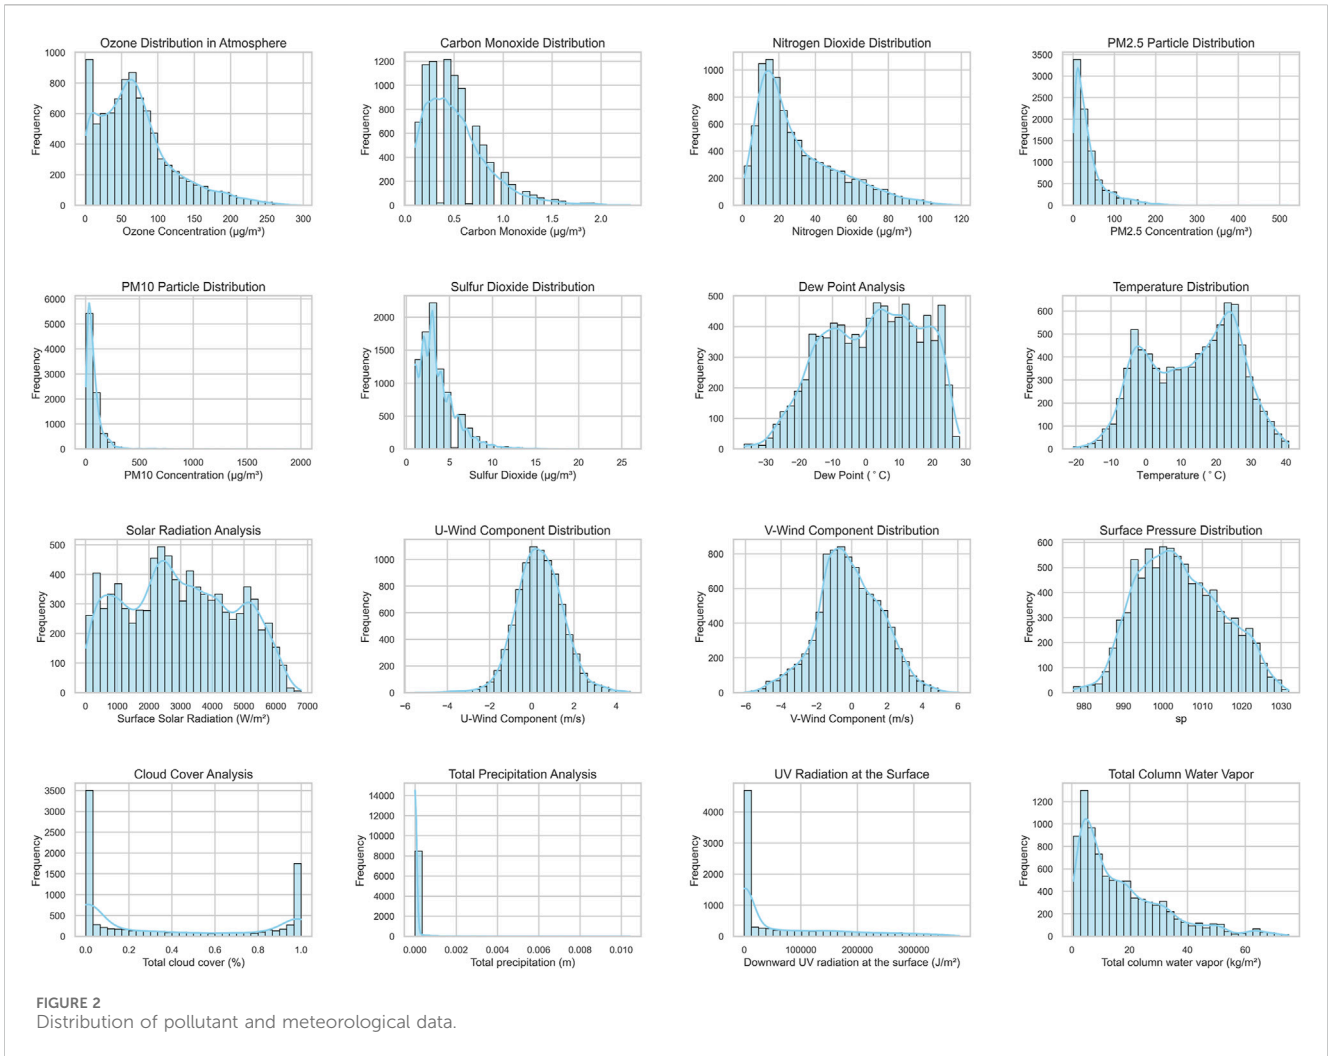 Ozone Distribution in Atmosphere
1000
800
600
400
200
0
Frequency
0 50 100 150 200 250 300
Ozone Concentration (µg/m³)
Carbon Monoxide Distribution
1200
1000
800
600
400
200
0
Frequency
0.0 0.5 1.0 1.5 2.0
Carbon Monoxide (µg/m³)
Nitrogen Dioxide Distribution
1000
800
600
400
200
0
Frequency
0 20 40 60 80 100 120
Nitrogen Dioxide (µg/m³)
PM2.5 Particle Distribution
3500
3000
2500
2000
1500
1000
500
0
Frequency
0 100 200 300 400 500
PM2.5 Concentration (µg/m³)
PM10 Particle Distribution
6000
5000
4000
3000
2000
1000
0
Frequency
0 500 1000 1500 2000
PM10 Concentration (µg/m³)
Sulfur Dioxide Distribution
2000
1500
1000
500
0
Frequency
0 5 10 15 20 25
Sulfur Dioxide (µg/m³)
Dew Point Analysis
500
400
300
200
100
0
Frequency
−30 −20 −10 0 10 20 30
Dew Point (°C)
Temperature Distribution
600
500
400
300
200
100
0
Frequency
−20 −10 0 10 20 30 40
Temperature (°C)
Solar Radiation Analysis
500
400
300
200
100
0
Frequency
0 1000 2000 3000 4000 5000 6000 7000
Surface Solar Radiation (W/m²)
U-Wind Component Distribution
1000
800
600
400
200
0
Frequency
−6 −4 −2 0 2 4
U-Wind Component (m/s)
V-Wind Component Distribution
800
600
400
200
0
Frequency
−6 −4 −2 0 2 4 6
V-Wind Component (m/s)
Surface Pressure Distribution
600
500
400
300
200
100
0
Frequency
980 990 1000 1010 1020 1030
sp
Cloud Cover Analysis
3500
3000
2500
2000
1500
1000
500
0
Frequency
0.0 0.2 0.4 0.6 0.8 1.0
Total cloud cover (%)
Total Precipitation Analysis
14000
12000
10000
8000
6000
4000
2000
0
Frequency
0.000 0.002 0.004 0.006 0.008 0.010
Total precipitation (m)
UV Radiation at the Surface
4000
3000
2000
1000
0
Frequency
0 100000 200000 300000
Downward UV radiation at the surface (J/m²)
Total Column Water Vapor
1200
1000
800
600
400
200
0
Frequency
0 20 40 60
Total column water vapor (kg/m²)
FIGURE 2
Distribution of pollutant and meteorological data.